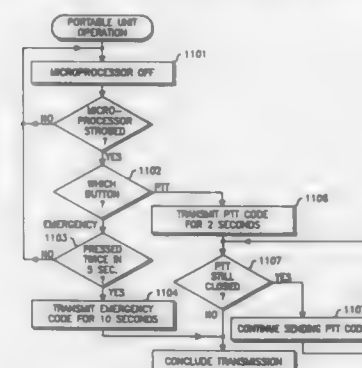 PORTABLE UNIT
OPERATION
1101
MICROPROCESSOR OFF
MICRO-
PROCESSOR
STROBED
?
NO
YES
1102
WHICH
BUTTON
?
PTT
EMERGENCY
1106
TRANSMIT PTT CODE
FOR 2 SECONDS
1103
PRESSED
TWICE IN
5 SEC.
?
NO
YES
1107
PTT
STILL
CLOSED
?
YES
NO
1104
TRANSMIT EMERGENCY
CODE FOR 10 SECONDS
CONTINUE SENDING PTT CODE
CONCLUDE TRANSMISSION